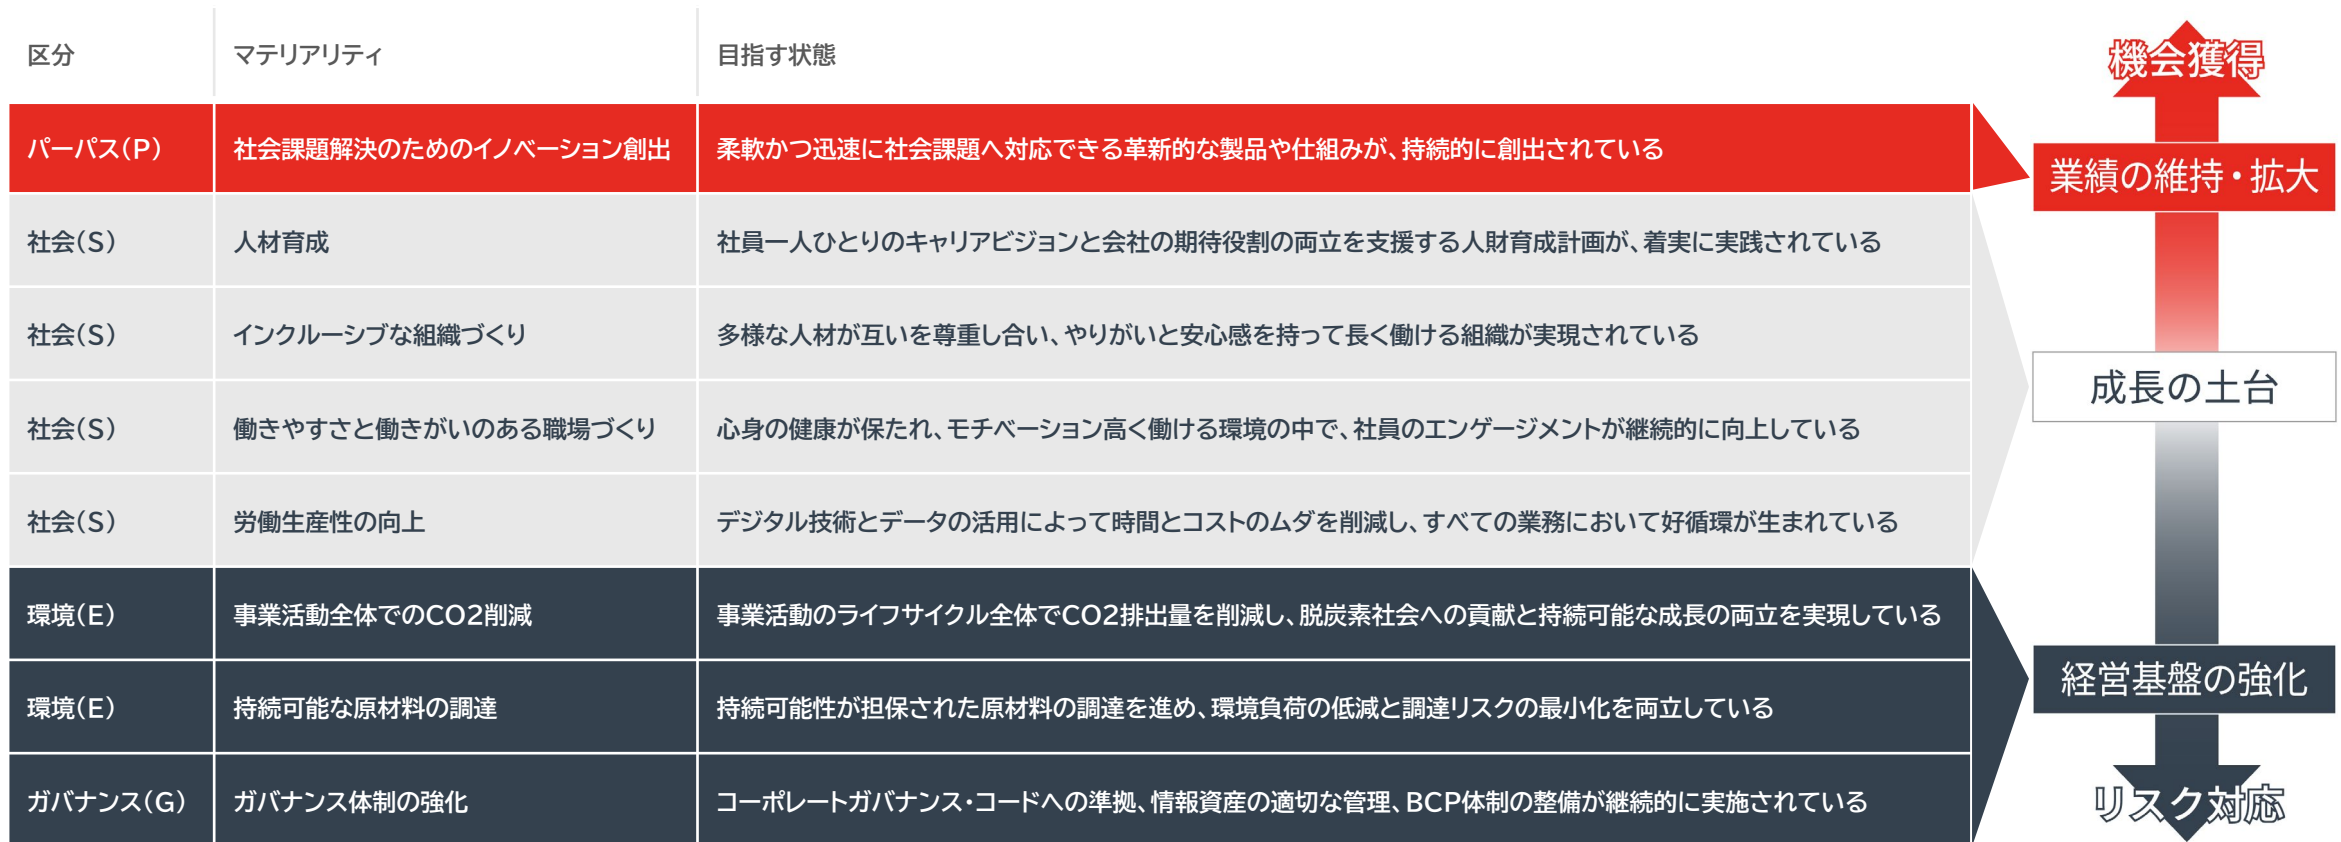 区分 マテリアリティ 目指す状態
パーパス(P) 社会課題解決のためのイノベーション創出 柔軟かつ迅速に社会課題へ対応できる革新的な製品や仕組みが、持続的に創出されている
社会(S) 人材育成 社員一人ひとりのキャリアビジョンと会社の期待役割の両立を支援する人財育成計画が、着実に実践されている
社会(S) インクルーシブな組織づくり 多様な人材が互いを尊重し合い、やりがいと安心感を持って長く働ける組織が実現されている
社会(S) 働きやすさと働きがいのある職場づくり 心身の健康が保たれ、モチベーション高く働ける環境の中で、社員のエンゲージメントが継続的に向上している
社会(S) 労働生産性の向上 デジタル技術とデータの活用によって時間とコストのムダを削減し、すべての業務において好循環が生まれている
環境(E) 事業活動全体でのCO2削減 事業活動のライフサイクル全体でCO2排出量を削減し、脱炭素社会への貢献と持続可能な成長の両立を実現している
環境(E) 持続可能な原材料の調達 持続可能性が担保された原材料の調達を進め、環境負荷の低減と調達リスクの最小化を両立している
ガバナンス(G) ガバナンス体制の強化 コーポレートガバナンス・コードへの準拠、情報資産の適切な管理、BCP体制の整備が継続的に実施されている
機会獲得
業績の維持・拡大
成長の土台
経営基盤の強化
リスク対応